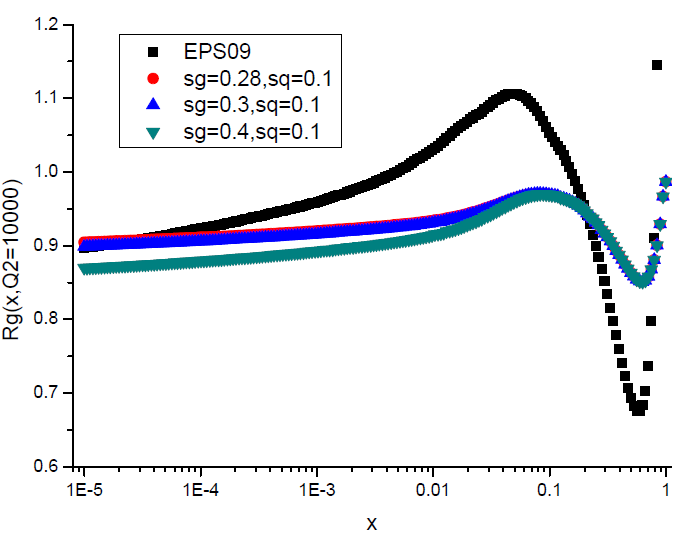 1.2
1.1
1.0
0.9
0.8
0.7
0.6
Rg(x,Q2=10000)
EPS09
sg=0.28,sq=0.1
sg=0.3,sq=0.1
sg=0.4,sq=0.1
1E-5 1E-4 1E-3 0.01 0.1 1
x